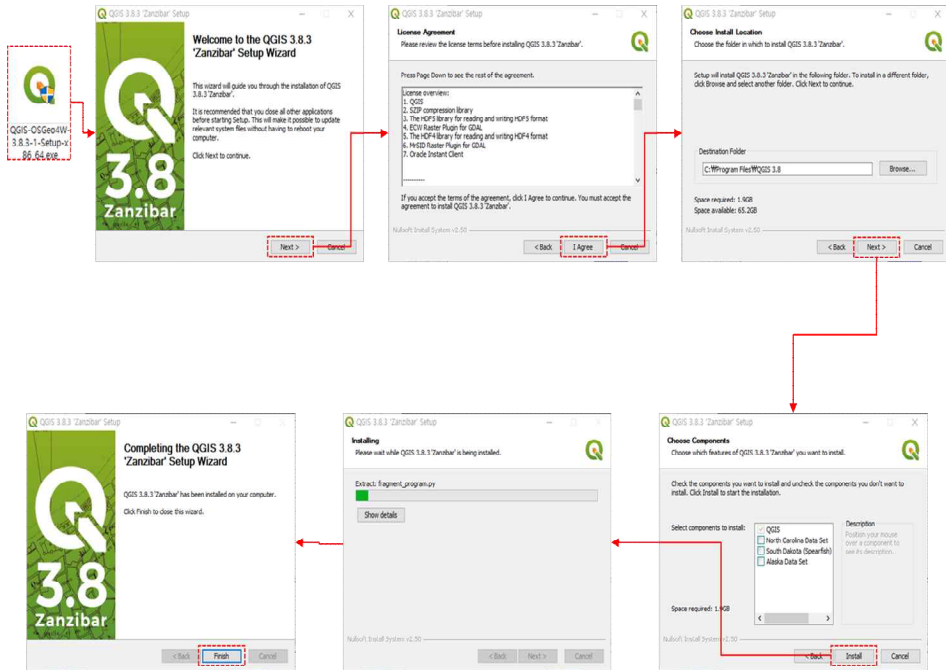 QGIS-OSGeo4W-
3.8.3-1-Setup-x
86_64.exe
QGIS 3.8.3 'Zanzibar' Setup
3.8
Zanzibar
Welcome to the QGIS 3.8.3
'Zanzibar' Setup Wizard
This wizard will guide you through the installation of QGIS
3.8.3 'Zanzibar'.
It is recommended that you close all other applications
before starting Setup. This will make it possible to update
relevant system files without having to reboot your
computer.
Click Next to continue.
Next >
Cancel
QGIS 3.8.3 'Zanzibar' Setup
License Agreement
Please review the license terms before installing QGIS 3.8.3 'Zanzibar'.
Press Page Down to see the rest of the agreement.
License overview:
1. QGIS
2. SZIP compression library
3. The HDF5 library for reading and writing HDF5 format
4. ECW Raster Plugin for GDAL
5. The HDF4 library for reading and writing HDF4 format
6. MrSID Raster Plugin for GDAL
7. Oracle Instant Client
----------
If you accept the terms of the agreement, click I Agree to continue. You must accept the
agreement to install QGIS 3.8.3 'Zanzibar'.
Nullsoft Install System v2.50
< Back
I Agree
Cancel
QGIS 3.8.3 'Zanzibar' Setup
Choose Install Location
Choose the folder in which to install QGIS 3.8.3 'Zanzibar'.
Setup will install QGIS 3.8.3 'Zanzibar' in the following folder. To install in a different folder,
click Browse and select another folder. Click Next to continue.
Destination Folder
C:₩Program Files₩QGIS 3.8
Browse...
Space required: 1.9GB
Space available: 65.2GB
Nullsoft Install System v2.50
< Back
Next >
Cancel
QGIS 3.8.3 'Zanzibar' Setup
3.8
Zanzibar
Completing the QGIS 3.8.3
'Zanzibar' Setup Wizard
QGIS 3.8.3 'Zanzibar' has been installed on your computer.
Click Finish to close this wizard.
< Back
Finish
Cancel
QGIS 3.8.3 'Zanzibar' Setup
Installing
Please wait while QGIS 3.8.3 'Zanzibar' is being installed.
Extract: fragment_program.py
Show details
Nullsoft Install System v2.50
< Back
Next >
Cancel
QGIS 3.8.3 'Zanzibar' Setup
Choose Components
Choose which features of QGIS 3.8.3 'Zanzibar' you want to install.
Check the components you want to install and uncheck the components you don't want to
install. Click Install to start the installation.
Select components to install:
QGIS
North Carolina Data Set
South Dakota (Spearfish)
Alaska Data Set
Description
Position your mouse
over a component to
see its description.
Space required: 1.9GB
Nullsoft Install System v2.50
< Back
Install
Cancel